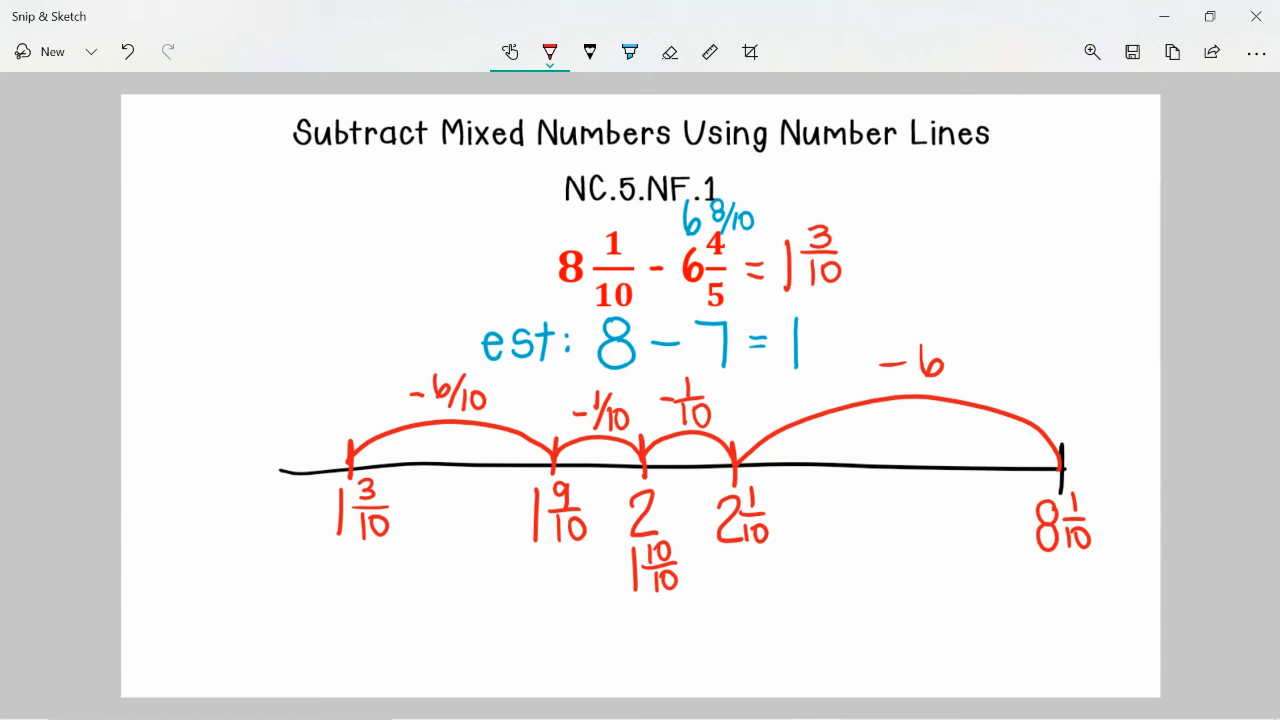 Snip & Sketch
New
Subtract Mixed Numbers Using Number Lines
NC.5.NF.1
6 8/10
8 1/10 - 6 4/5 = 1 3/10
est: 8 - 7 = 1
-6/10 -1/10 -1/10 -6
1 3/10 1 9/10 2 2 1/10 8 1/10
1 10/10